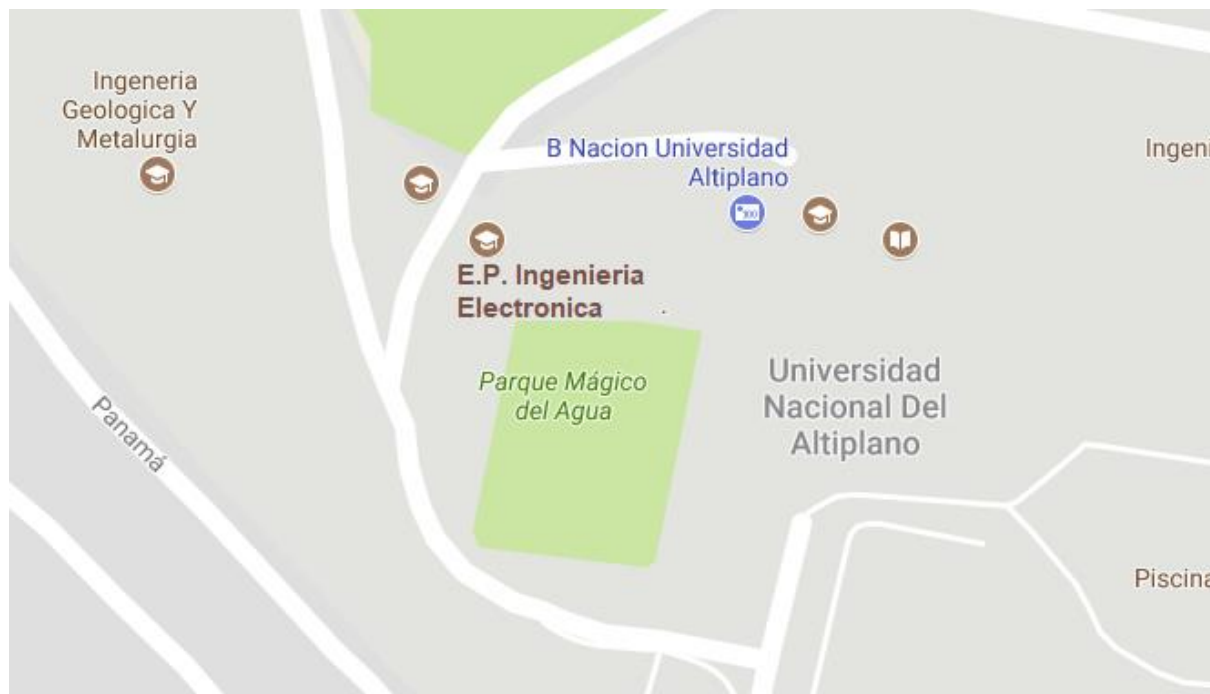 Ingeneria
Geologica Y
Metalurgia
B Nacion Universidad
Altiplano
Ingeni
E.P. Ingenieria
Electronica
Parque Mágico
del Agua
Universidad
Nacional Del
Altiplano
Panamá
Piscina